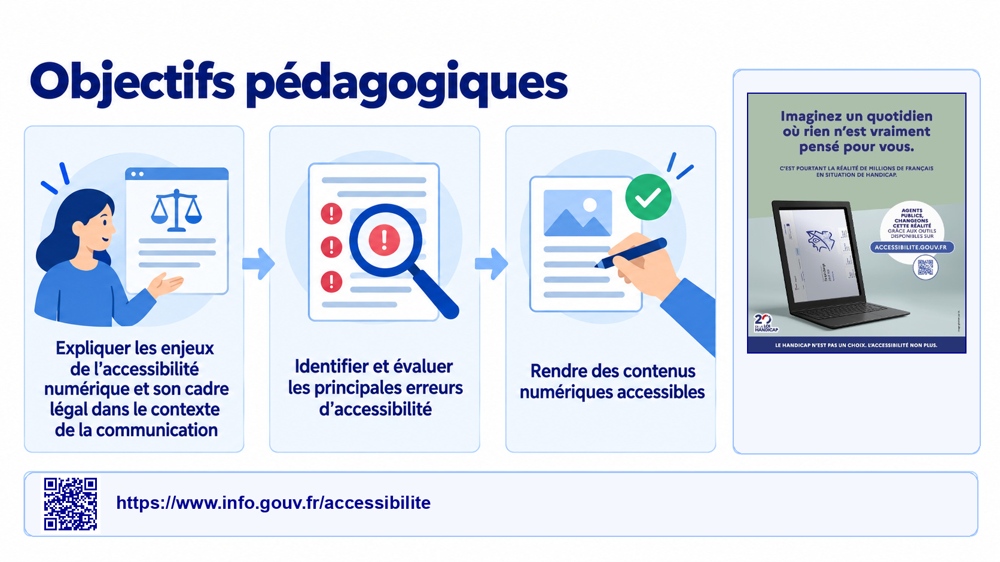 Objectifs pédagogiques
Expliquer les enjeux
de l'accessibilité
numérique et son cadre
légal dans le contexte
de la communication
Identifier et évaluer
les principales erreurs
d'accessibilité
Rendre des contenus
numériques accessibles
Imaginez un quotidien
où rien n'est vraiment
pensé pour vous.
C'EST POURTANT LA RÉALITÉ DE MILLIONS DE FRANÇAIS
EN SITUATION DE HANDICAP.
AGENTS
PUBLICS,
CHANGEONS
CETTE RÉALITÉ
GRÂCE AUX OUTILS
DISPONIBLES SUR
ACCESSIBILITE.GOUV.FR
20
DE LA LOI
HANDICAP
LE HANDICAP N'EST PAS UN CHOIX. L'ACCESSIBILITÉ NON PLUS.
https://www.info.gouv.fr/accessibilite